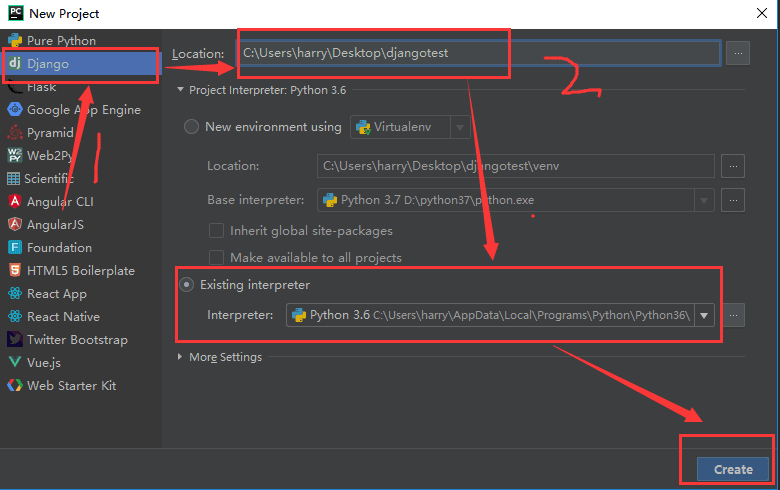 PC
New Project
Pure Python
dj Django
Flask
Google App Engine
Pyramid
WEB2PY Web2Py
Scientific
Angular CLI
AngularJS
Foundation
HTML5 Boilerplate
React App
React Native
Twitter Bootstrap
Vue.js
Web Starter Kit
1
Location: C:\Users\harry\Desktop\djangotest ...
2
Project Interpreter: Python 3.6
New environment using Virtualenv
Location: C:\Users\harry\Desktop\djangotest\venv ...
Base interpreter: Python 3.7 D:\python37\python.exe ...
Inherit global site-packages
Make available to all projects
Existing interpreter
Interpreter: Python 3.6 C:\Users\harry\AppData\Local\Programs\Python\Python36\ ...
More Settings
Create